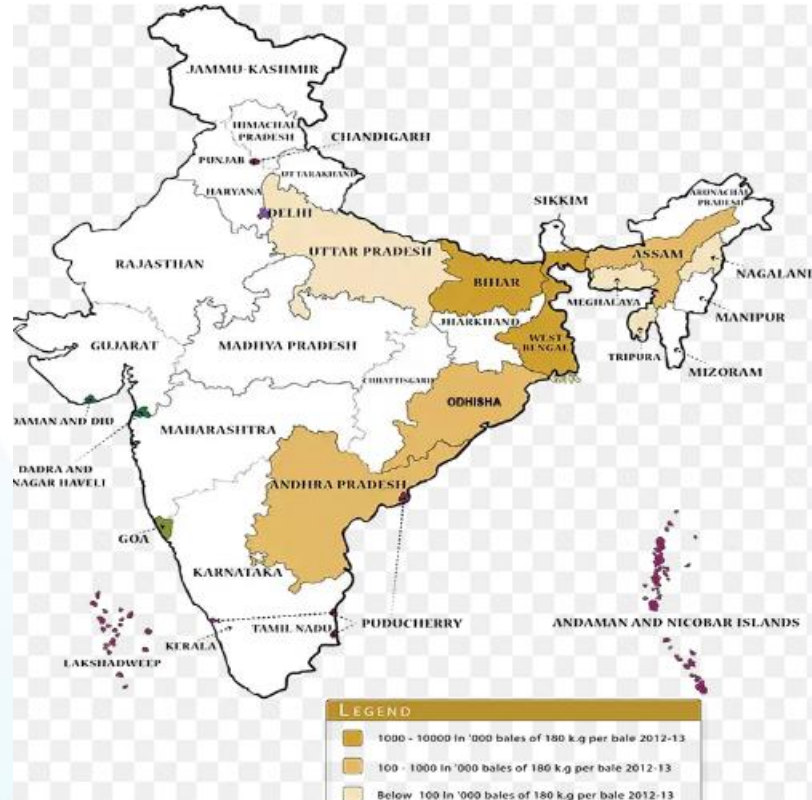 JAMMU-KASHMIR
HIMACHAL
PRADESH
CHANDIGARH
PUNJAB
UTTARAKHAND
HARYANA
DELHI
SIKKIM
ARUNACHAL
PRADESH
UTTAR PRADESH
ASSAM
RAJASTHAN
BIHAR
NAGALAND
MEGHALAYA
MANIPUR
JHARKHAND
GUJARAT
MADHYA PRADESH
WEST
BENGAL
TRIPURA
MIZORAM
CHHATTISGARH
ODHISHA
DAMAN AND DIU
MAHARASHTRA
DADRA AND
NAGAR HAVELI
ANDHRA PRADESH
GOA
KARNATAKA
PUDUCHERRY
ANDAMAN AND NICOBAR ISLANDS
TAMIL NADU
KERALA
LAKSHADWEEP
LEGEND
1000 - 10000 In '000 bales of 180 k.g per bale 2012-13
100 - 1000 In '000 bales of 180 k.g per bale 2012-13
Below 100 In '000 bales of 180 k.g per bale 2012-13